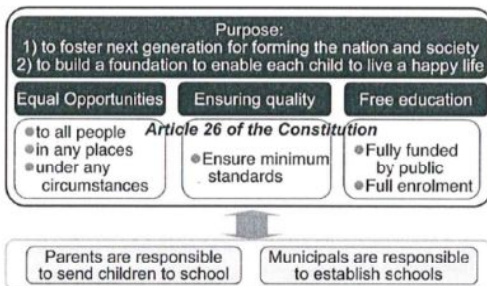 Purpose:
1) to foster next generation for forming the nation and society
2) to build a foundation to enable each child to live a happy life
Equal Opportunities
Ensuring quality
Free education
Article 26 of the Constitution
to all people
in any places
under any
circumstances
Ensure minimum
standards
Fully funded
by public
Full enrolment
Parents are responsible
to send children to school
Municipals are responsible
to establish schools